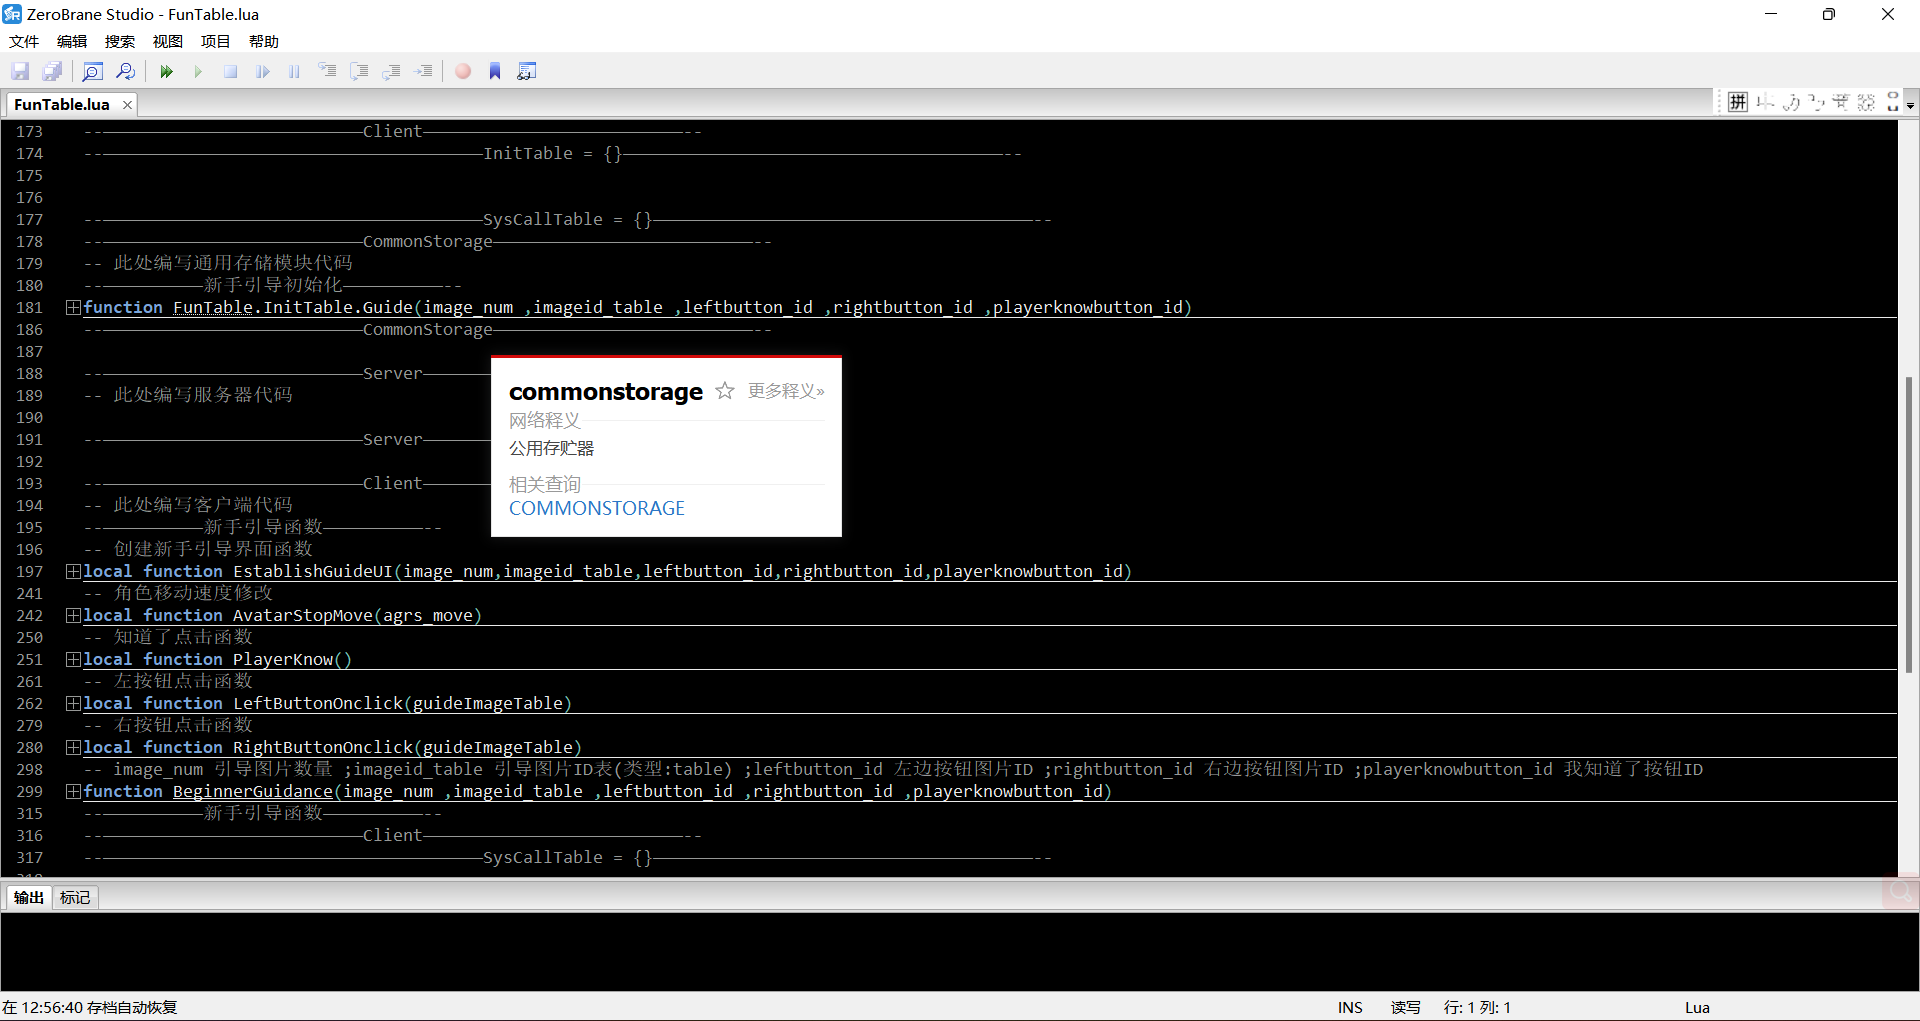 ZeroBrane Studio - FunTable.lua
文件 编辑 搜索 视图 项目 帮助
FunTable.lua
拼
173 --——————————Client——————————--
174 --———————————————InitTable = {}———————————————--
175
176
177 --———————————————SysCallTable = {}———————————————--
178 --——————————CommonStorage——————————--
179 -- 此处编写通用存储模块代码
180 --————新手引导初始化————--
181 function FunTable.InitTable.Guide(image_num ,imageid_table ,leftbutton_id ,rightbutton_id ,playerknowbutton_id)
186 --——————————CommonStorage——————————--
187
188 --——————————Server———
189 -- 此处编写服务器代码
190
191 --——————————Server———
192
193 --——————————Client———
194 -- 此处编写客户端代码
195 --————新手引导函数————--
196 -- 创建新手引导界面函数
197 local function EstablishGuideUI(image_num,imageid_table,leftbutton_id,rightbutton_id,playerknowbutton_id)
241 -- 角色移动速度修改
242 local function AvatarStopMove(agrs_move)
250 -- 知道了点击函数
251 local function PlayerKnow()
261 -- 左按钮点击函数
262 local function LeftButtonOnclick(guideImageTable)
279 -- 右按钮点击函数
280 local function RightButtonOnclick(guideImageTable)
298 -- image_num 引导图片数量 ;imageid_table 引导图片ID表(类型:table) ;leftbutton_id 左边按钮图片ID ;rightbutton_id 右边按钮图片ID ;playerknowbutton_id 我知道了按钮ID
299 function BeginnerGuidance(image_num ,imageid_table ,leftbutton_id ,rightbutton_id ,playerknowbutton_id)
315 --————新手引导函数————--
316 --——————————Client——————————--
317 --———————————————SysCallTable = {}———————————————--
commonstorage 更多释义»
网络释义
公用存贮器
相关查询
COMMONSTORAGE
输出 标记
在 12:56:40 存档自动恢复 INS 读写 行: 1 列: 1 Lua